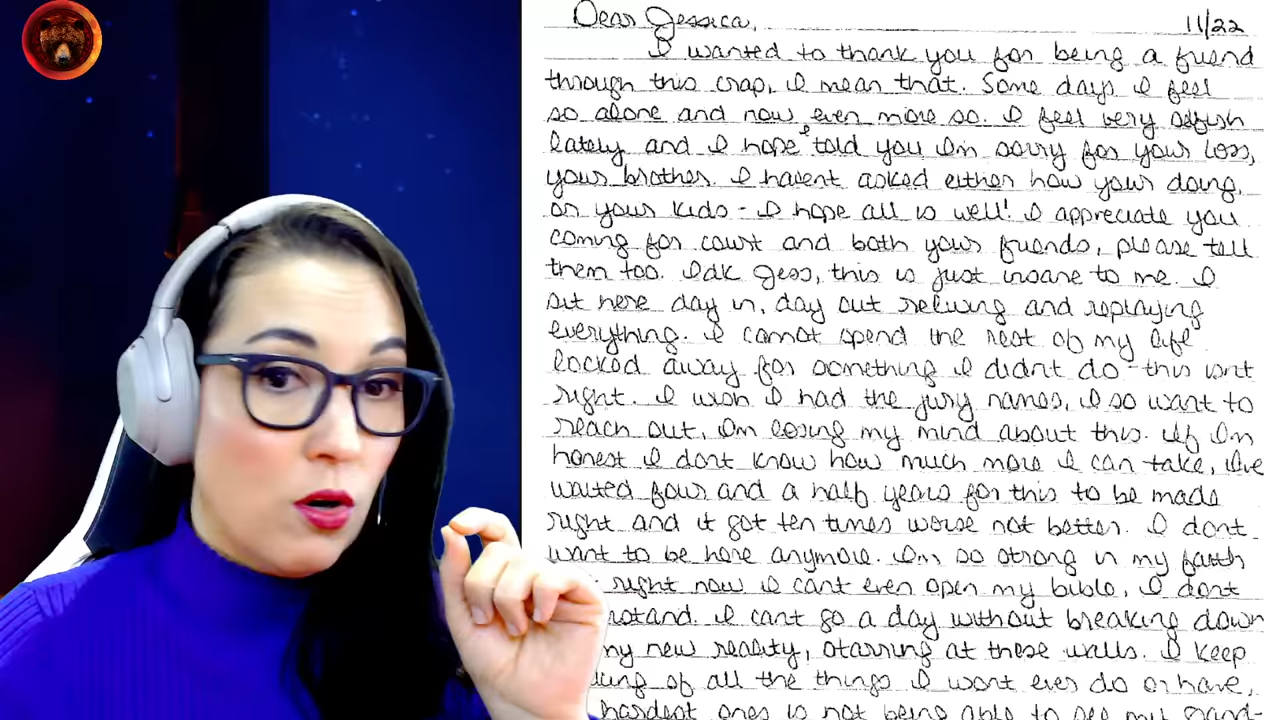 Dear Jessica,
11/22
I wanted to thank you for being a friend
through this crap, I mean that. Some days I feel
so alone and now even more so. I feel very selfish
lately and I hope I told you Im sorry for your loss,
your brother. I havent asked either how your doing,
or your kids - I hope all is well! I appreciate you
coming for court and both yours friends, please tell
them too. Idk Jess, this is just insane to me. I
sit here day in, day out reliving and replaying
everything. I cannot spend the rest of my life
locked away for something I didnt do - this isnt
right. I wish I had the jury names, I so want to
reach out, Im losing my mind about this. If Im
honest I dont know how much more I can take, Ive
waited four and a half years for this to be made
right and it got ten times worse not better. I dont
want to be here anymore. Im so strong in my faith
right now I cant even open my bible, I dont
I cant go a day without breaking down
my new reality, starring at these walls. I keep
of all the things I wont ever do or have,
hardest ones is not being able to see my grand-